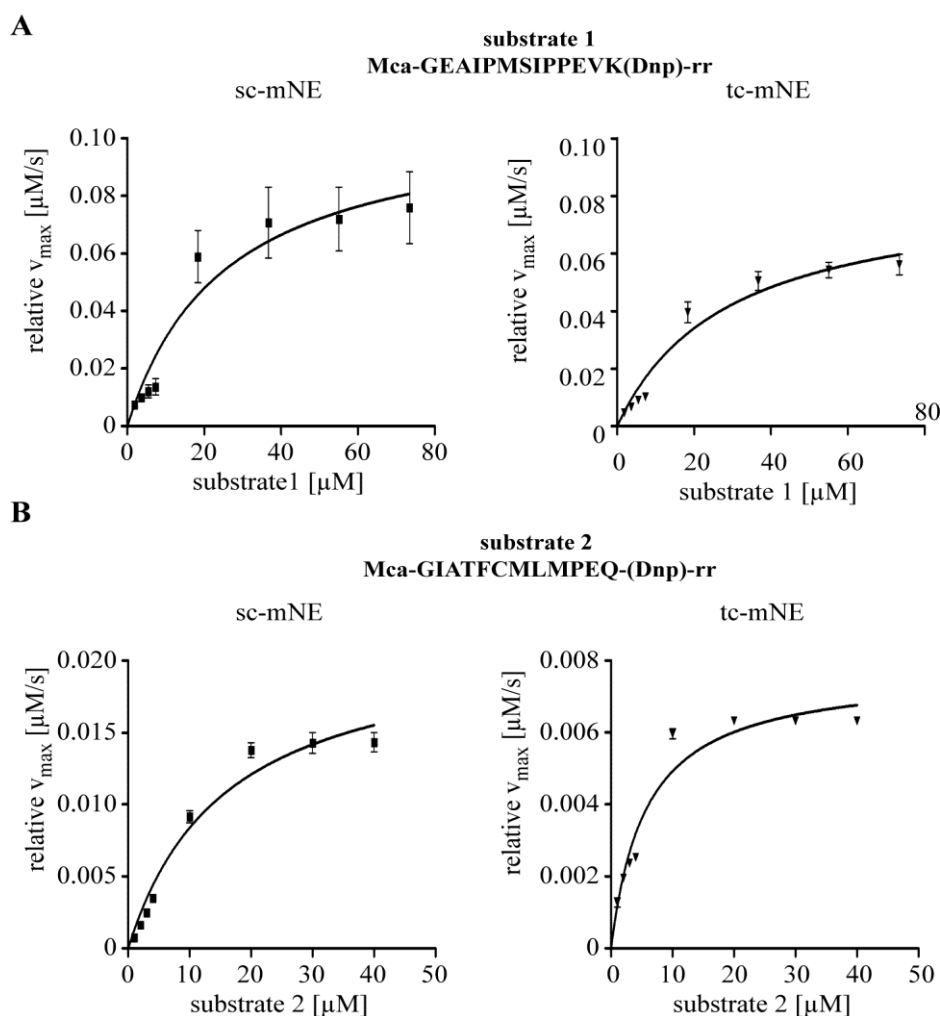 A
substrate 1
Mca-GEAIPMSIPPEVK(Dnp)-rr
sc-mNE
tc-mNE
relative vmax [µM/s]
0.10
0.08
0.06
0.04
0.02
0
0 20 40 60 80
substrate1 [µM]
relative vmax [µM/s]
0.10
0.08
0.06
0.04
0.02
0
80
0 20 40 60
substrate 1 [µM]
B
substrate 2
Mca-GIATFCMLMPEQ-(Dnp)-rr
sc-mNE
tc-mNE
relative vmax [µM/s]
0.020
0.015
0.010
0.005
0
0 10 20 30 40 50
substrate 2 [µM]
relative vmax [µM/s]
0.008
0.006
0.004
0.002
0
0 10 20 30 40 50
substrate 2 [µM]